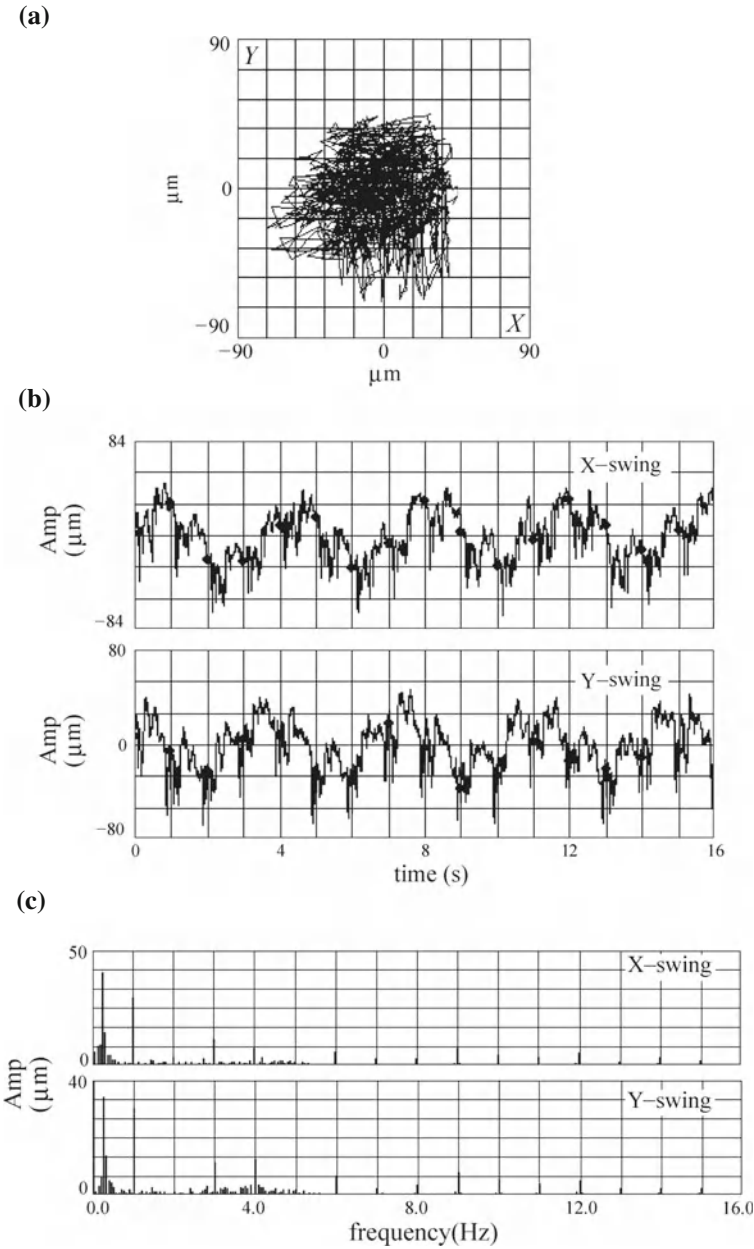 (a)
90
Y
μm
0
X
−90
−90 0 90
μm
(b)
84
X−swing
Amp
(μm)
−84
80
Y−swing
Amp
(μm)
0
−80
0 4 8 12 16
time (s)
(c)
50
X−swing
0
Amp
(μm)
40
Y−swing
0
0.0 4.0 8.0 12.0 16.0
frequency(Hz)